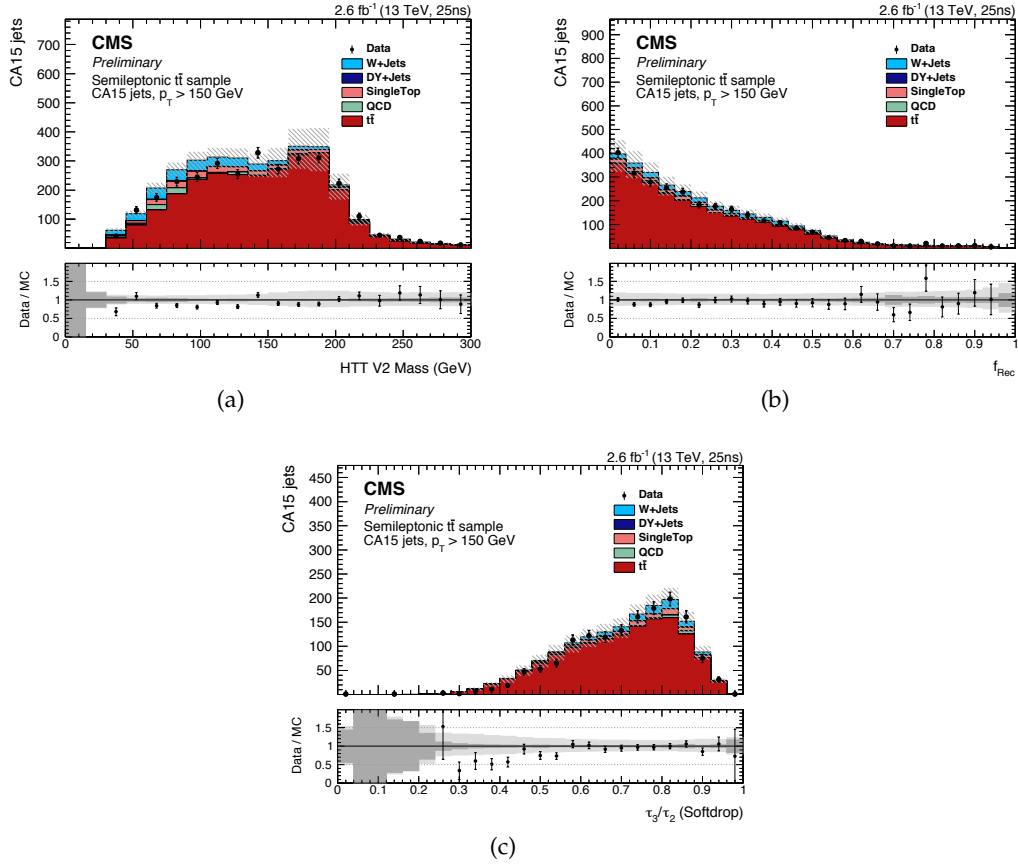 2.6 fb⁻¹ (13 TeV, 25ns)
CA15 jets
700
600
500
400
300
200
100
CMS
Preliminary
Semileptonic tt̄ sample
CA15 jets, p_T > 150 GeV
Data
W+Jets
DY+Jets
SingleTop
QCD
tt̄
Data / MC
1.5
1
0.5
0
0 50 100 150 200 250 300
HTT V2 Mass (GeV)
(a)
2.6 fb⁻¹ (13 TeV, 25ns)
CA15 jets
900
800
700
600
500
400
300
200
100
CMS
Preliminary
Semileptonic tt̄ sample
CA15 jets, p_T > 150 GeV
Data
W+Jets
DY+Jets
SingleTop
QCD
tt̄
Data / MC
1.5
1
0.5
0
0 0.1 0.2 0.3 0.4 0.5 0.6 0.7 0.8 0.9 1
f_Rec
(b)
2.6 fb⁻¹ (13 TeV, 25ns)
CA15 jets
450
400
350
300
250
200
150
100
50
CMS
Preliminary
Semileptonic tt̄ sample
CA15 jets, p_T > 150 GeV
Data
W+Jets
DY+Jets
SingleTop
QCD
tt̄
Data / MC
1.5
1
0.5
0
0 0.1 0.2 0.3 0.4 0.5 0.6 0.7 0.8 0.9 1
τ₃/τ₂ (Softdrop)
(c)